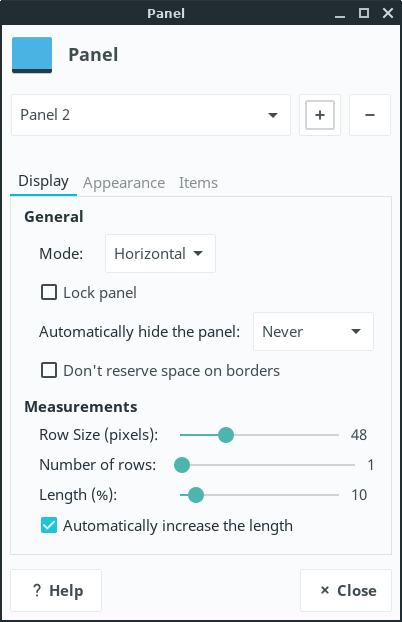 Panel
Panel
Panel 2
Display Appearance Items
General
Mode: Horizontal
Lock panel
Automatically hide the panel: Never
Don't reserve space on borders
Measurements
Row Size (pixels): 48
Number of rows: 1
Length (%): 10
Automatically increase the length
? Help × Close